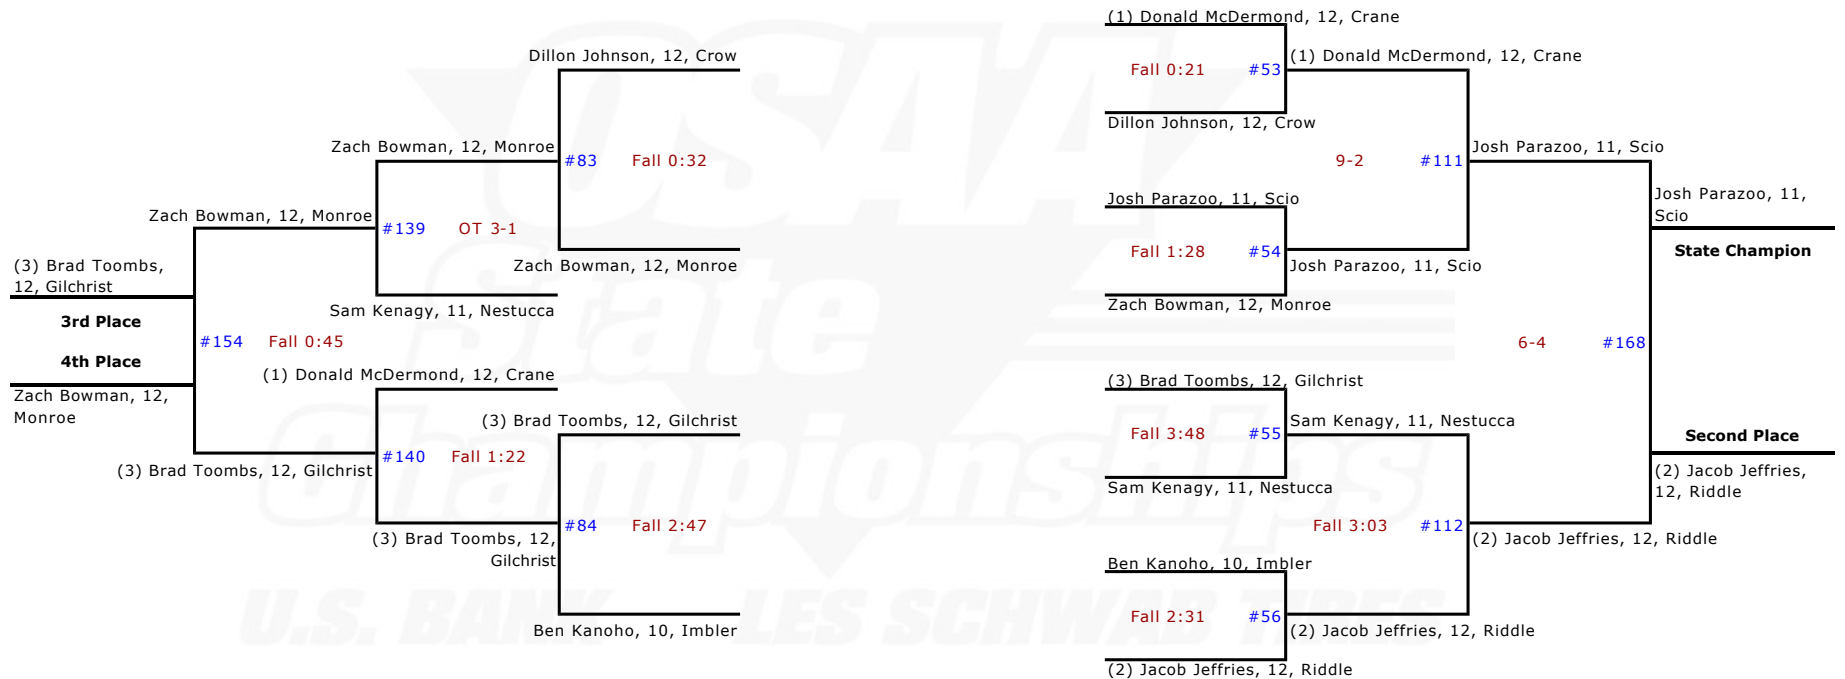 (1) Donald McDermond, 12, Crane
Dillon Johnson, 12, Crow
(1) Donald McDermond, 12, Crane
Fall 0:21 #53
Dillon Johnson, 12, Crow
Zach Bowman, 12, Monroe
#83 Fall 0:32
9-2 #111
Josh Parazoo, 11, Scio
Josh Parazoo, 11, Scio
Josh Parazoo, 11,
Scio
Zach Bowman, 12, Monroe
#139 OT 3-1
Fall 1:28 #54
State Champion
(3) Brad Toombs,
12, Gilchrist
Zach Bowman, 12, Monroe
Josh Parazoo, 11, Scio
Sam Kenagy, 11, Nestucca
Zach Bowman, 12, Monroe
3rd Place
#154 Fall 0:45
6-4 #168
4th Place
(1) Donald McDermond, 12, Crane
(3) Brad Toombs, 12, Gilchrist
Zach Bowman, 12,
Monroe
(3) Brad Toombs, 12, Gilchrist
Sam Kenagy, 11, Nestucca
Fall 3:48 #55
Second Place
#140 Fall 1:22
(3) Brad Toombs, 12, Gilchrist
(2) Jacob Jeffries,
12, Riddle
Sam Kenagy, 11, Nestucca
#84 Fall 2:47
Fall 3:03 #112
(3) Brad Toombs, 12,
Gilchrist
(2) Jacob Jeffries, 12, Riddle
Ben Kanoho, 10, Imbler
Fall 2:31 #56
Ben Kanoho, 10, Imbler
(2) Jacob Jeffries, 12, Riddle
(2) Jacob Jeffries, 12, Riddle
OSAA
State
Championships
U.S. BANK LES SCHWAB TIRES